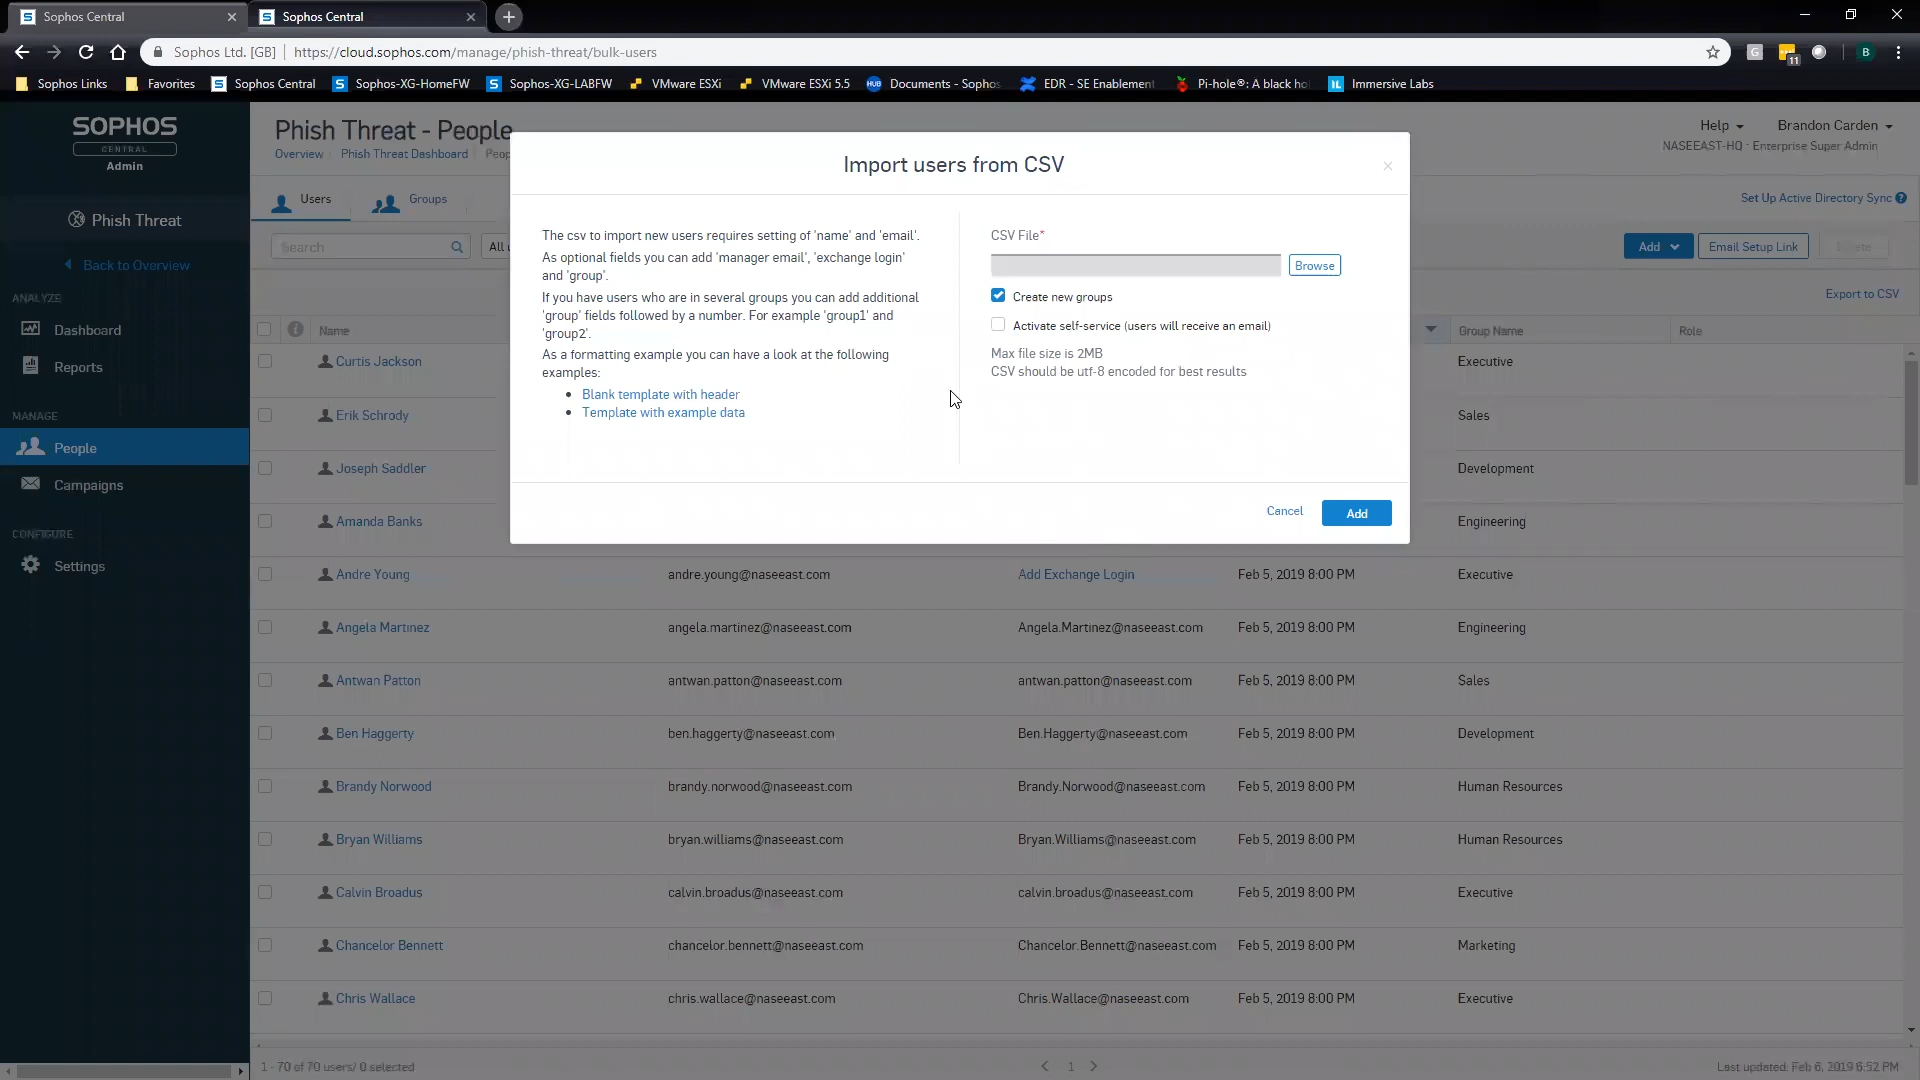 Sophos Central
Sophos Central
Sophos Ltd. [GB]
https://cloud.sophos.com/manage/phish-threat/bulk-users
G
11
B
Sophos Links
Favorites
Sophos Central
Sophos-XG-HomeFW
Sophos-XG-LABFW
VMware ESXi
VMware ESXi 5.5
HUB
Documents - Sophos
EDR - SE Enablement
Pi-hole®: A black ho
IL
Immersive Labs
SOPHOS
CENTRAL
Admin
Phish Threat
Back to Overview
ANALYZE
Dashboard
Reports
MANAGE
People
Campaigns
CONFIGURE
Settings
Phish Threat - People
Overview
Phish Threat Dashboard
Help
Brandon Carden
NASEEAST-HQ · Enterprise Super Admin
Users
Groups
Set Up Active Directory Sync
Search
Add
Email Setup Link
Delete
Export to CSV
Import users from CSV
The csv to import new users requires setting of 'name' and 'email'.
As optional fields you can add 'manager email', 'exchange login'
and 'group'.
If you have users who are in several groups you can add additional
'group' fields followed by a number. For example 'group1' and
'group2'.
As a formatting example you can have a look at the following
examples:
Blank template with header
Template with example data
CSV File*
Browse
Create new groups
Activate self-service (users will receive an email)
Max file size is 2MB
CSV should be utf-8 encoded for best results
Cancel
Add
Name
Group Name
Role
Curtis Jackson
Executive
Erik Schrody
Sales
Joseph Saddler
Development
Amanda Banks
Engineering
Andre Young
andre.young@naseeast.com
Add Exchange Login
Feb 5, 2019 8:00 PM
Executive
Angela Martinez
angela.martinez@naseeast.com
Angela.Martinez@naseeast.com
Feb 5, 2019 8:00 PM
Engineering
Antwan Patton
antwan.patton@naseeast.com
antwan.patton@naseeast.com
Feb 5, 2019 8:00 PM
Sales
Ben Haggerty
ben.haggerty@naseeast.com
Ben.Haggerty@naseeast.com
Feb 5, 2019 8:00 PM
Development
Brandy Norwood
brandy.norwood@naseeast.com
Brandy.Norwood@naseeast.com
Feb 5, 2019 8:00 PM
Human Resources
Bryan Williams
bryan.williams@naseeast.com
Bryan.Williams@naseeast.com
Feb 5, 2019 8:00 PM
Human Resources
Calvin Broadus
calvin.broadus@naseeast.com
calvin.broadus@naseeast.com
Feb 5, 2019 8:00 PM
Executive
Chancelor Bennett
chancelor.bennett@naseeast.com
Chancelor.Bennett@naseeast.com
Feb 5, 2019 8:00 PM
Marketing
Chris Wallace
chris.wallace@naseeast.com
Chris.Wallace@naseeast.com
Feb 5, 2019 8:00 PM
Executive
1 - 70 of 70 users/ 0 selected
1
Last updated: Feb 6, 2019 6:52 PM